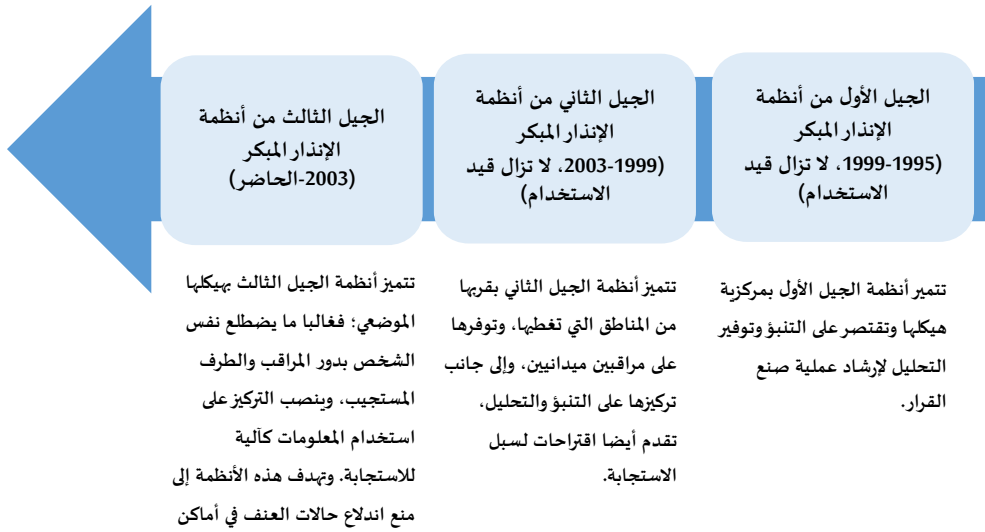 الجيل الأول من أنظمة
الإنذار المبكر
(1995-1999، لا تزال قيد
الاستخدام)
تتميز أنظمة الجيل الأول بمركزية
هيكلها وتقتصر على التنبؤ وتوفير
التحليل لإرشاد عملية صنع
القرار.
الجيل الثاني من أنظمة
الإنذار المبكر
(1999-2003، لا تزال قيد
الاستخدام)
تتميز أنظمة الجيل الثاني بقربها
من المناطق التي تغطيها، وتوفرها
على مراقبين ميدانيين، وإلى جانب
تركيزها على التنبؤ والتحليل،
تقدم أيضا اقتراحات لسبل
الاستجابة.
الجيل الثالث من أنظمة
الإنذار المبكر
(2003-الحاضر)
تتميز أنظمة الجيل الثالث بهيكلها
الموضعي؛ فغالبا ما يضطلع نفس
الشخص بدور المراقب والطرف
المستجيب، وينصب التركيز على
استخدام المعلومات كآلية
للاستجابة. وتهدف هذه الأنظمة إلى
منع اندلاع حالات العنف في أماكن